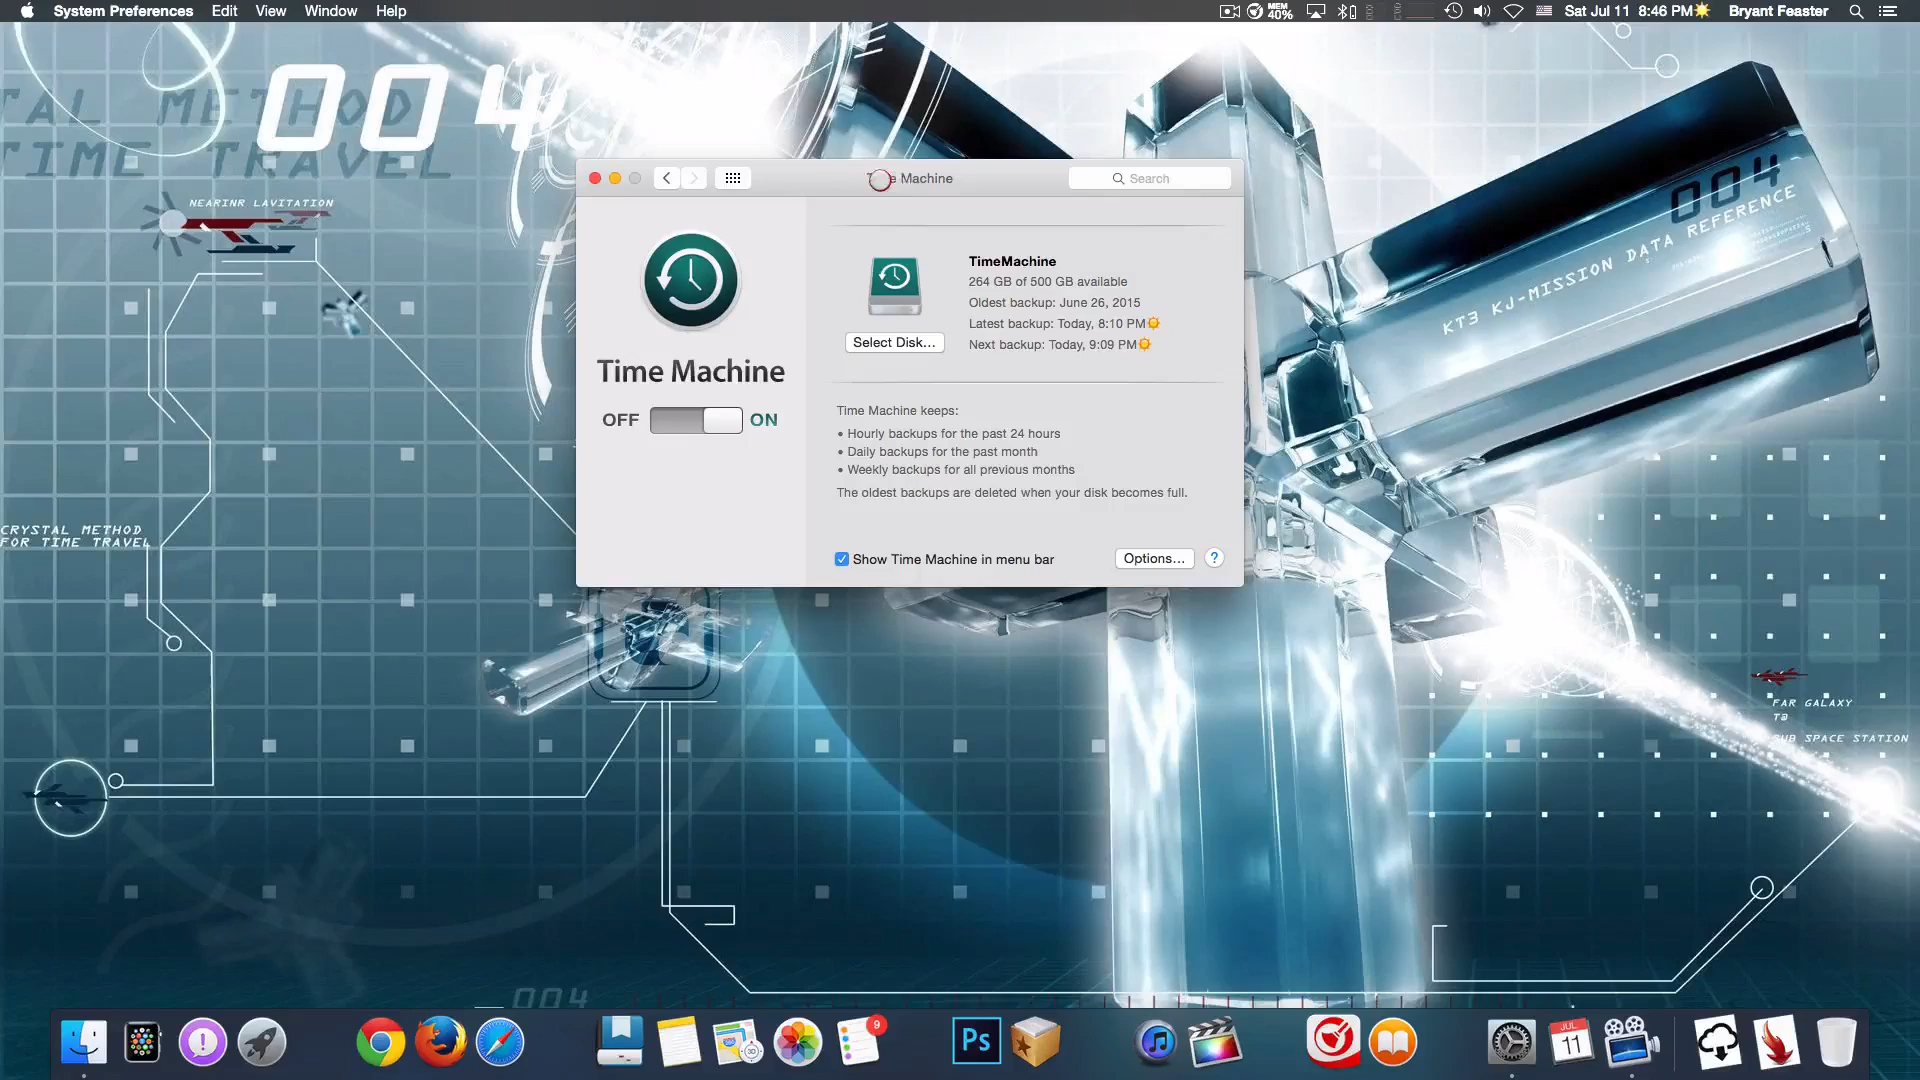 System Preferences Edit View Window Help
MEM
40%
Sat Jul 11 8:46 PM
Bryant Feaster
TAL METHOD
TIME TRAVEL
004
NEARINR LAVITATION
Machine
Search
004
KT3 KJ-MISSION DATA REFERENCE
Time Machine
OFF ON
TimeMachine
264 GB of 500 GB available
Oldest backup: June 26, 2015
Latest backup: Today, 8:10 PM
Next backup: Today, 9:09 PM
Select Disk...
Time Machine keeps:
• Hourly backups for the past 24 hours
• Daily backups for the past month
• Weekly backups for all previous months
The oldest backups are deleted when your disk becomes full.
Show Time Machine in menu bar
Options...
?
CRYSTAL METHOD
FOR TIME TRAVEL
FAR GALAXY
TO
SUB SPACE STATION
004
9
Ps
JUL
11
3D